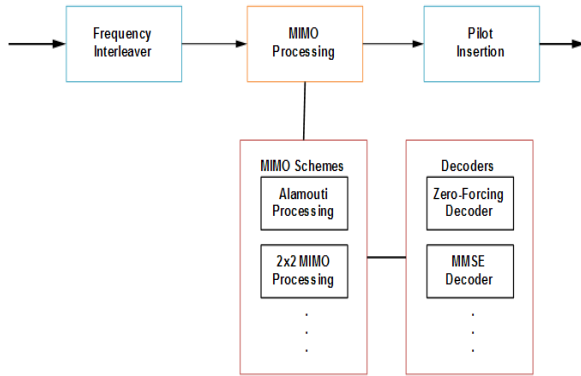 Frequency
Interleaver
MIMO
Processing
Pilot
Insertion
MIMO Schemes
Alamouti
Processing
2x2 MIMO
Processing
.
.
.
Decoders
Zero-Forcing
Decoder
MMSE
Decoder
.
.
.